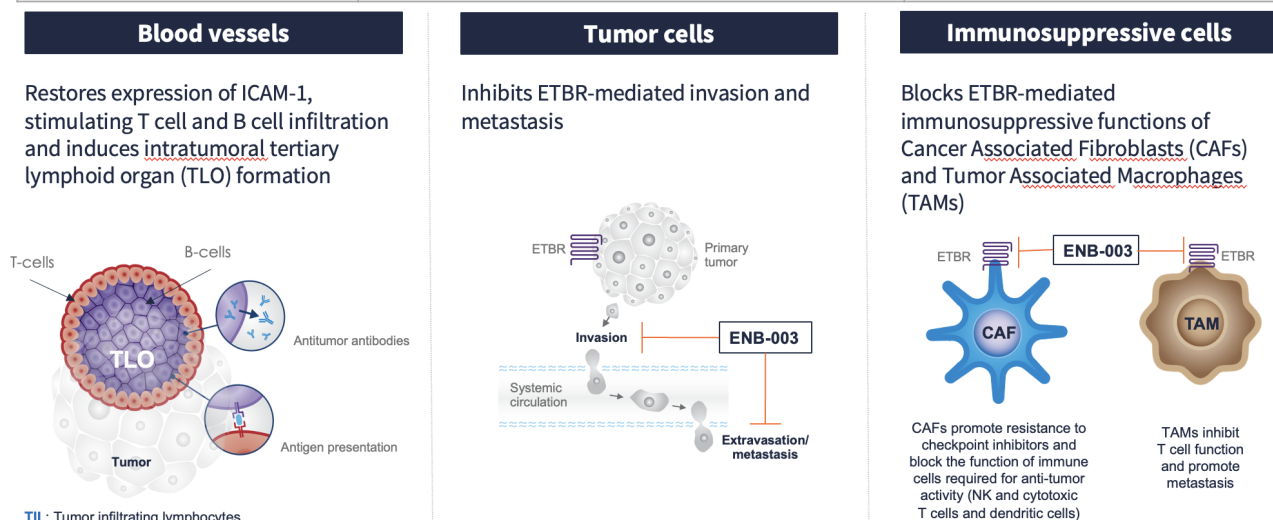 Blood vessels
Restores expression of ICAM-1,
stimulating T cell and B cell infiltration
and induces intratumoral tertiary
lymphoid organ (TLO) formation
T-cells
B-cells
TLO
Antitumor antibodies
Antigen presentation
Tumor
TIL: Tumor infiltrating lymphocytes
Tumor cells
Inhibits ETBR-mediated invasion and
metastasis
ETBR
Primary
tumor
Invasion
ENB-003
Systemic
circulation
Extravasation/
metastasis
Immunosuppressive cells
Blocks ETBR-mediated
immunosuppressive functions of
Cancer Associated Fibroblasts (CAFs)
and Tumor Associated Macrophages
(TAMs)
ETBR
ENB-003
ETBR
CAF
TAM
CAFs promote resistance to
checkpoint inhibitors and
block the function of immune
cells required for anti-tumor
activity (NK and cytotoxic
T cells and dendritic cells)
TAMs inhibit
T cell function
and promote
metastasis